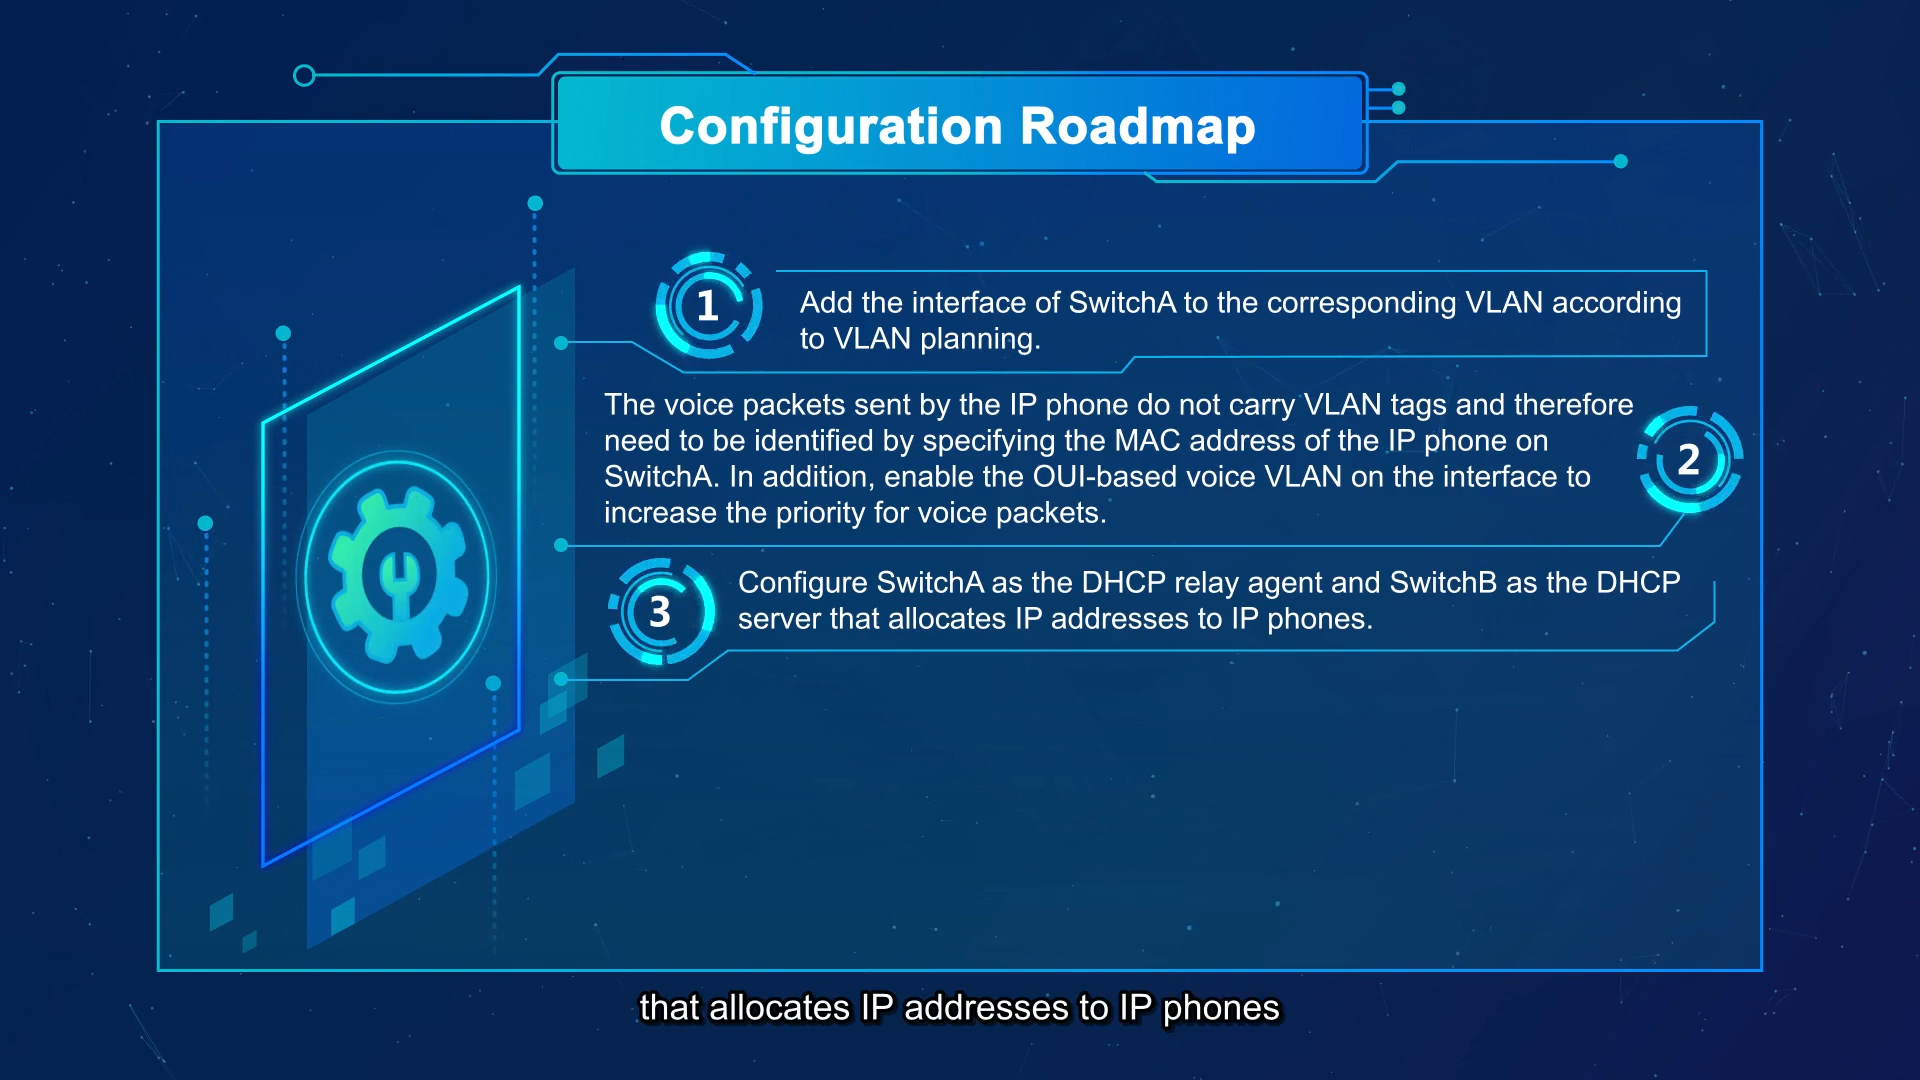 Configuration Roadmap
1
Add the interface of SwitchA to the corresponding VLAN according
to VLAN planning.
The voice packets sent by the IP phone do not carry VLAN tags and therefore
need to be identified by specifying the MAC address of the IP phone on
SwitchA. In addition, enable the OUI-based voice VLAN on the interface to
increase the priority for voice packets.
2
3
Configure SwitchA as the DHCP relay agent and SwitchB as the DHCP
server that allocates IP addresses to IP phones.
that allocates IP addresses to IP phones